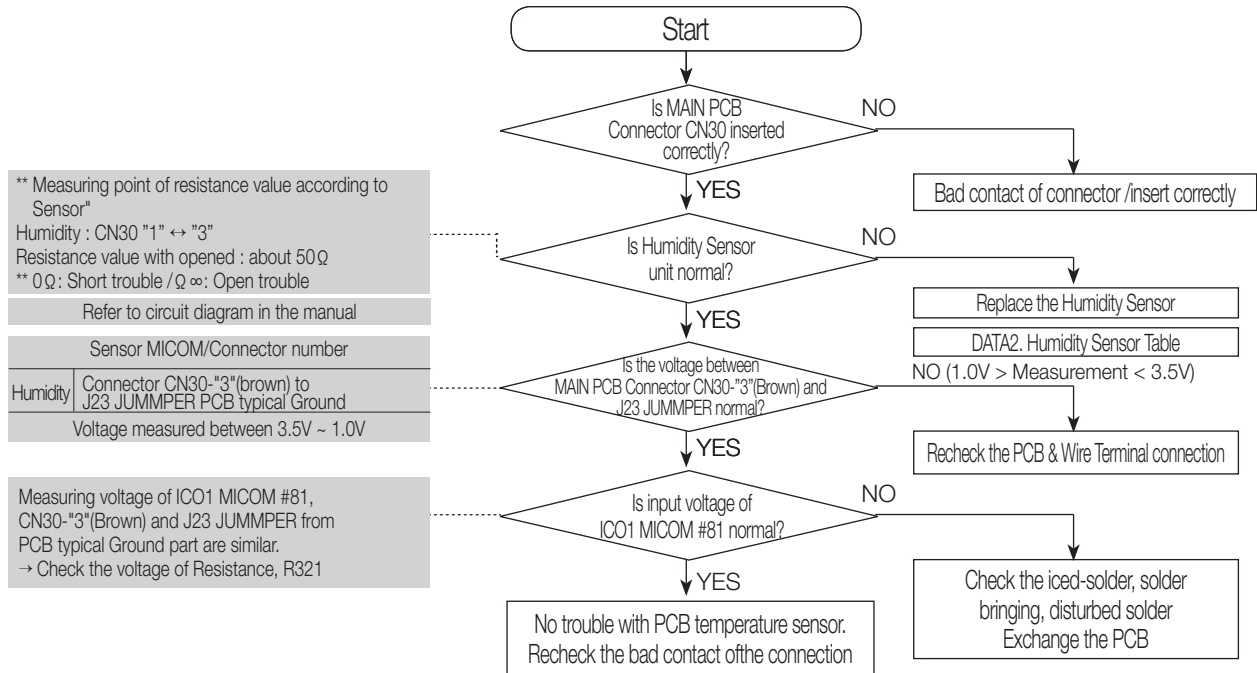 Start
Is MAIN PCB
Connector CN30 inserted
correctly?
NO
Bad contact of connector /insert correctly
YES
** Measuring point of resistance value according to
Sensor"
Humidity : CN30 ”1” ↔ ”3”
Resistance value with opened : about 50Ω
** 0Ω: Short trouble /Ω ∞: Open trouble
Refer to circuit diagram in the manual
Is Humidity Sensor
unit normal?
NO
Replace the Humidity Sensor
DATA2. Humidity Sensor Table
YES
Sensor MICOM/Connector number
Humidity
Connector CN30-"3"(brown) to
J23 JUMMPER PCB typical Ground
Voltage measured between 3.5V ~ 1.0V
Is the voltage between
MAIN PCB Connector CN30-”3”(Brown) and
J23 JUMMPER normal?
NO (1.0V > Measurement < 3.5V)
Recheck the PCB & Wire Terminal connection
YES
Measuring voltage of ICO1 MICOM #81,
CN30-"3"(Brown) and J23 JUMMPER from
PCB typical Ground part are similar.
→ Check the voltage of Resistance, R321
Is input voltage of
ICO1 MICOM #81 normal?
NO
Check the iced-solder, solder
bringing, disturbed solder
Exchange the PCB
YES
No trouble with PCB temperature sensor.
Recheck the bad contact ofthe connection